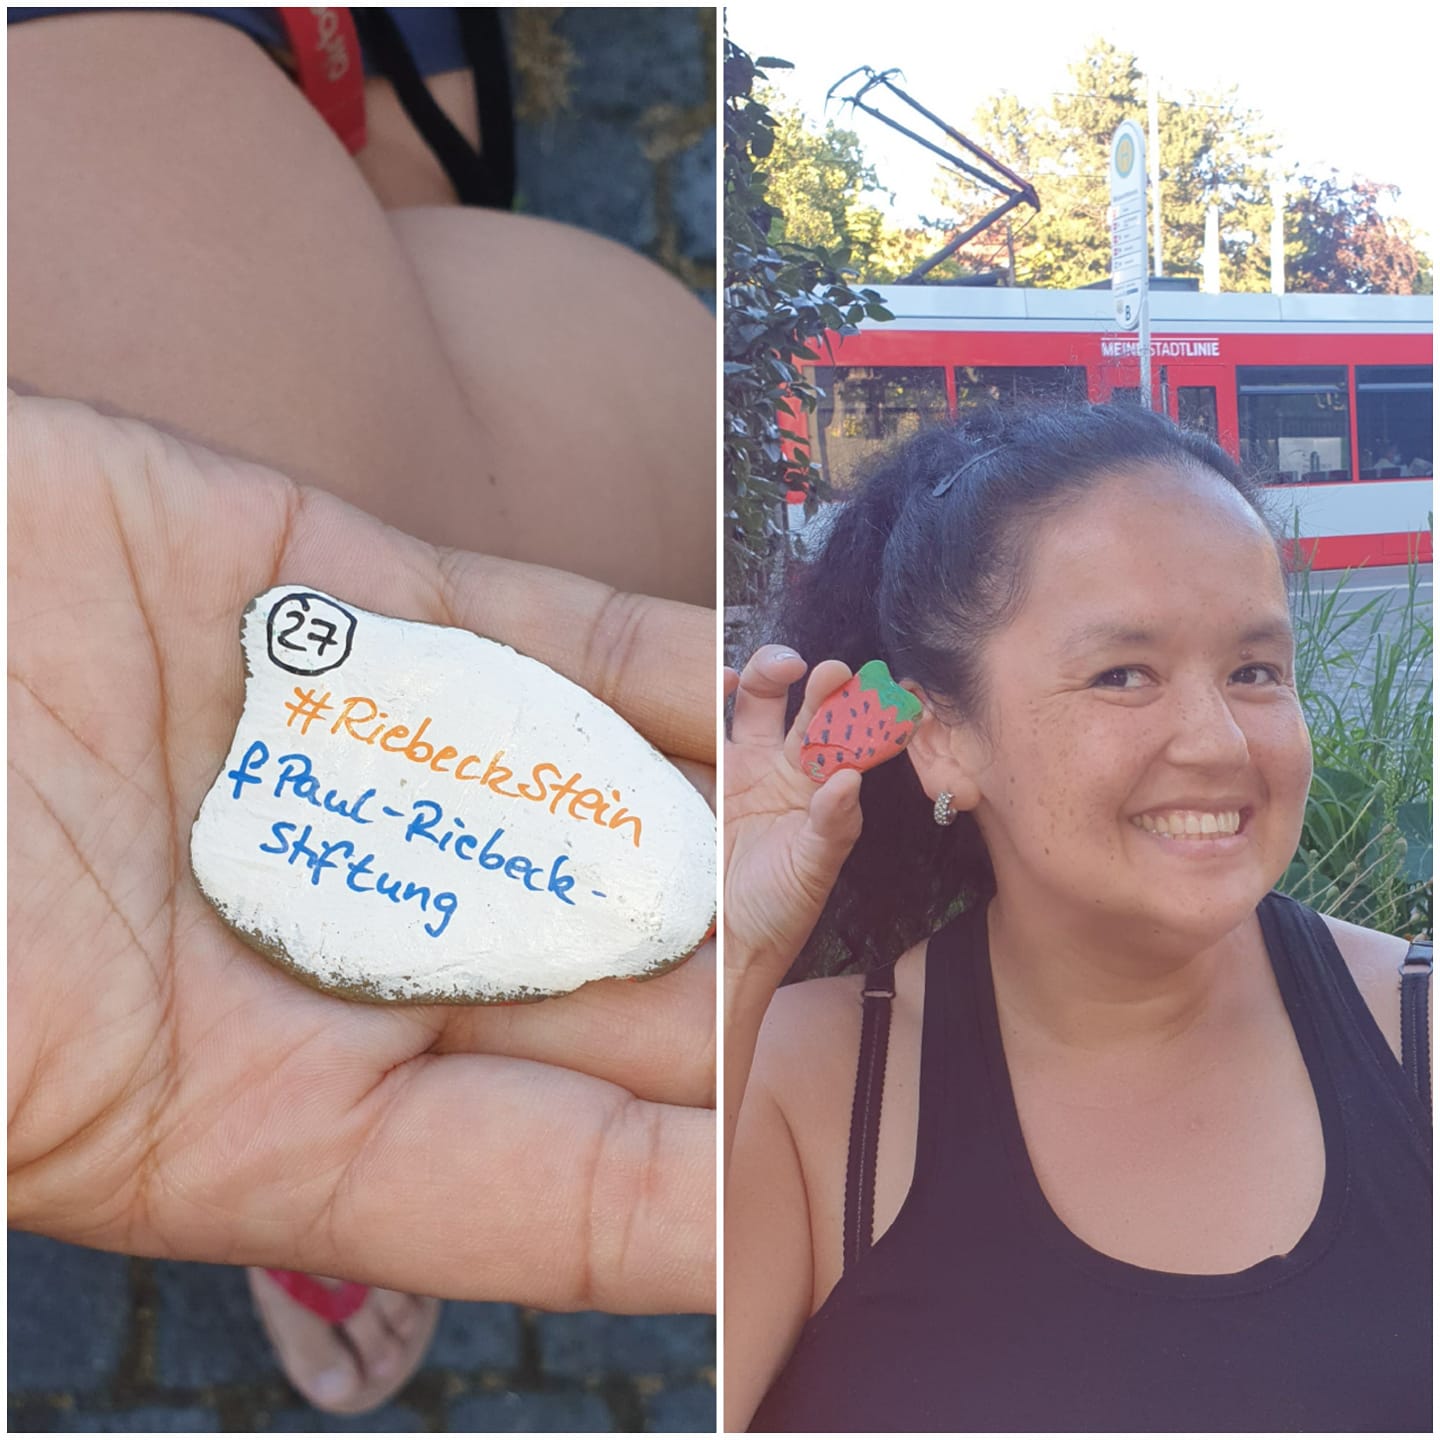 27
#RiebeckStein
f Paul-Riebeck-
Stiftung
H
B
MEINE STADTLINIE